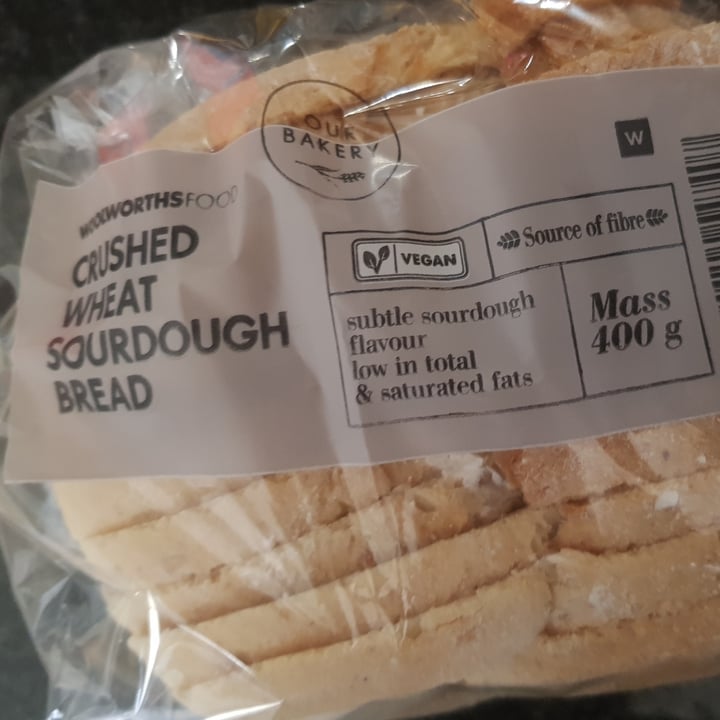 OUR
BAKERY
W
WOOLWORTHSFOOD
CRUSHED
WHEAT
SOURDOUGH
BREAD
VEGAN
Source of fibre
subtle sourdough
flavour
low in total
& saturated fats
Mass
400 g